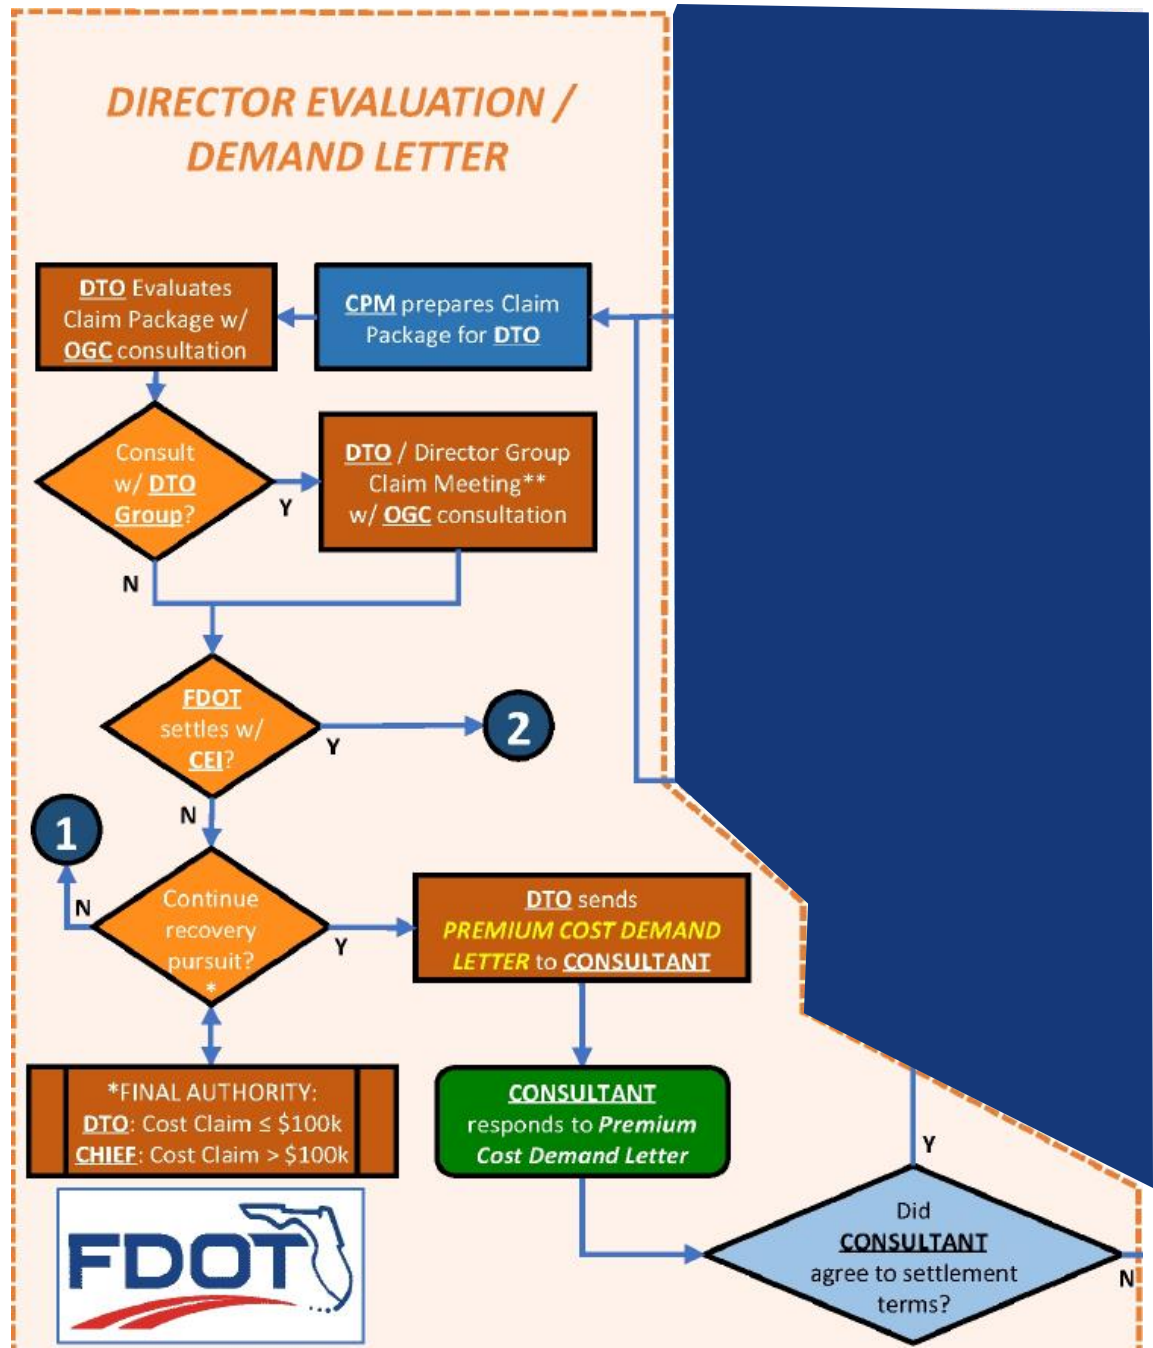 DIRECTOR EVALUATION /
DEMAND LETTER
DTO Evaluates
Claim Package w/
OGC consultation
CPM prepares Claim
Package for DTO
Consult
w/ DTO
Group?
Y
N
DTO / Director Group
Claim Meeting**
w/ OGC consultation
FDOT
settles w/
CEI?
Y
2
N
1
N
Continue
recovery
pursuit?
*
Y
DTO sends
PREMIUM COST DEMAND
LETTER to CONSULTANT
*FINAL AUTHORITY:
DTO: Cost Claim ≤ $100k
CHIEF: Cost Claim > $100k
CONSULTANT
responds to Premium
Cost Demand Letter
Y
Did
CONSULTANT
agree to settlement
terms?
N
FDOT